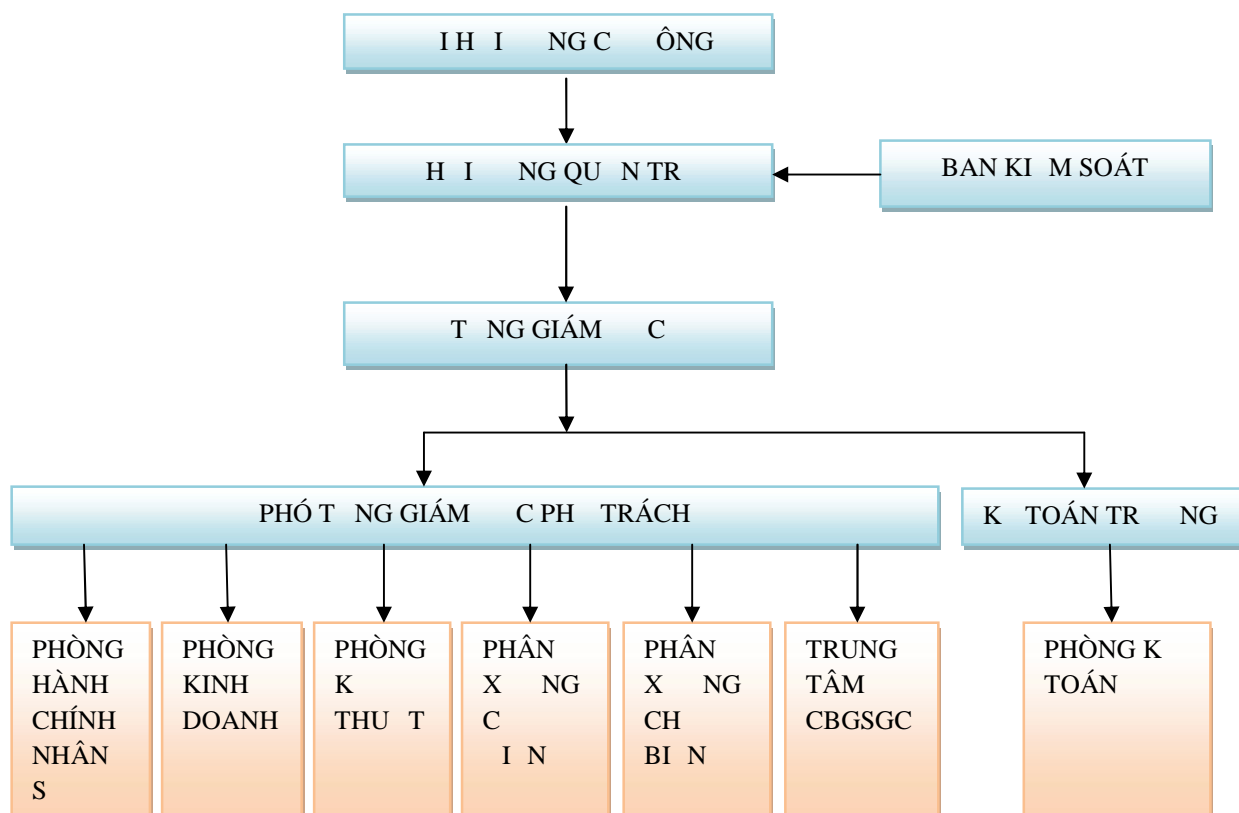 I H I NG C ÔNG
H I NG QU N TR
BAN KI M SOÁT
T NG GIÁM C
PHÓ T NG GIÁM C PH TRÁCH
K TOÁN TR NG
PHÒNG
HÀNH
CHÍNH
NHÂN
S
PHÒNG
KINH
DOANH
PHÒNG
K
THU T
PHÂN
X NG
C
I N
PHÂN
X NG
CH
BI N
TRUNG
TÂM
CBGSGC
PHÒNG K
TOÁN